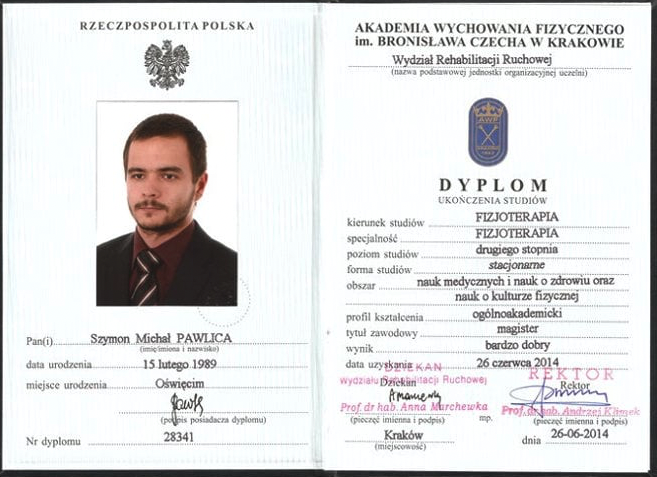 RZECZPOSPOLITA POLSKA
Pan(i) Szymon Michał PAWLICA
(imię/imiona i nazwisko)
data urodzenia 15 lutego 1989
miejsce urodzenia Oświęcim
(podpis posiadacza dyplomu)
Nr dyplomu 28341
AKADEMIA WYCHOWANIA FIZYCZNEGO
im. BRONISŁAWA CZECHA W KRAKOWIE
Wydział Rehabilitacji Ruchowej
(nazwa podstawowej jednostki organizacyjnej uczelni)
AWF
DYPLOM
UKOŃCZENIA STUDIÓW
kierunek studiów FIZJOTERAPIA
specjalność FIZJOTERAPIA
poziom studiów drugiego stopnia
forma studiów stacjonarne
obszar nauk medycznych i nauk o zdrowiu oraz
nauk o kulturze fizycznej
profil kształcenia ogólnoakademicki
tytuł zawodowy magister
wynik bardzo dobry
data uzyskania 26 czerwca 2014
DZIEKAN
wydziału Rehabilitacji Ruchowej
Dziekan
Prof. dr hab. Anna Marchewka
(pieczęć imienna i podpis)
mp.
REKTOR
Rektor
Prof. dr hab. Andrzej Klimek
(pieczęć imienna i podpis)
Kraków
(miejscowość)
dnia 26-06-2014